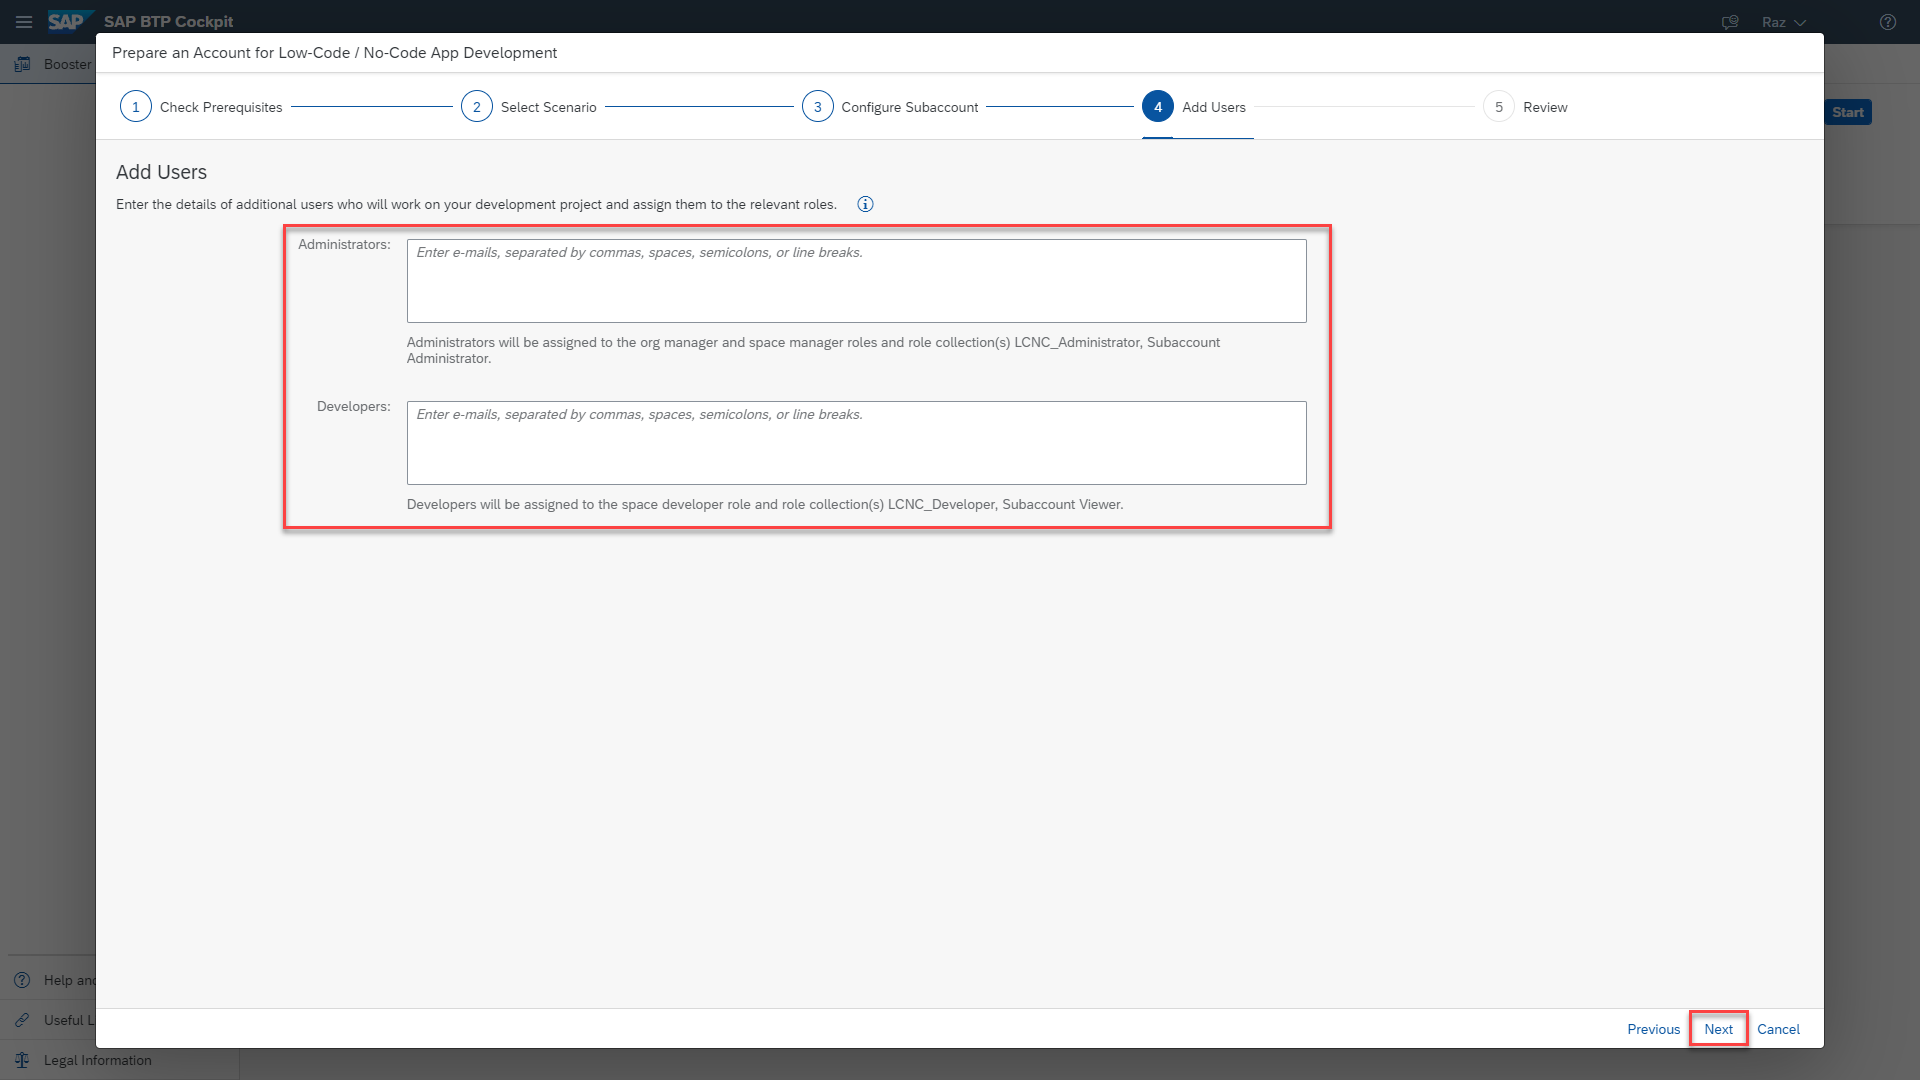 SAP SAP BTP Cockpit
Raz
Booster
Prepare an Account for Low-Code / No-Code App Development
1 Check Prerequisites
2 Select Scenario
3 Configure Subaccount
4 Add Users
5 Review
Start
Add Users
Enter the details of additional users who will work on your development project and assign them to the relevant roles.
Administrators:
Enter e-mails, separated by commas, spaces, semicolons, or line breaks.
Administrators will be assigned to the org manager and space manager roles and role collection(s) LCNC_Administrator, Subaccount
Administrator.
Developers:
Enter e-mails, separated by commas, spaces, semicolons, or line breaks.
Developers will be assigned to the space developer role and role collection(s) LCNC_Developer, Subaccount Viewer.
Help and
Useful L
Legal Information
Previous Next Cancel